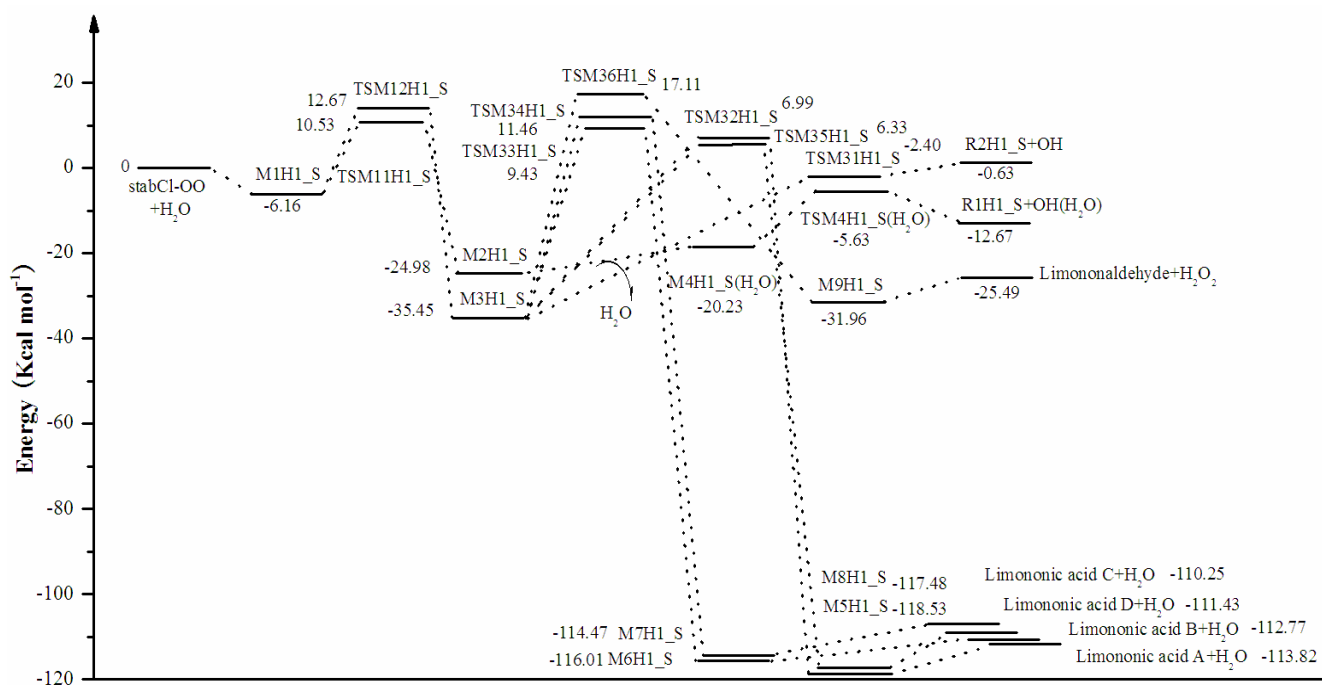 20
0
-20
-40
-60
-80
-100
-120
Energy (Kcal mol-1)
0
stabCl-OO
+H2O
M1H1_S
-6.16
TSM12H1_S
12.67
10.53
TSM11H1_S
M2H1_S
-24.98
M3H1_S
-35.45
TSM36H1_S 17.11
TSM34H1_S
11.46
TSM33H1_S
9.43
H2O
TSM32H1_S 6.99
TSM35H1_S 6.33
TSM31H1_S -2.40
R2H1_S+OH
-0.63
TSM4H1_S(H2O)
-5.63
R1H1_S+OH(H2O)
-12.67
M4H1_S(H2O)
-20.23
M9H1_S
-31.96
Limononaldehyde+H2O2
-25.49
M8H1_S -117.48
M5H1_S -118.53
-114.47 M7H1_S
-116.01 M6H1_S
Limononic acid C+H2O -110.25
Limononic acid D+H2O -111.43
Limononic acid B+H2O -112.77
Limononic acid A+H2O -113.82